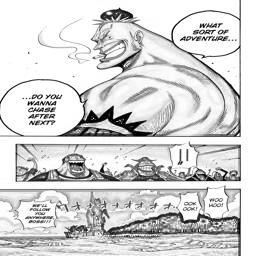 WHAT
SORT OF
ADVENTURE...
...DO YOU
WANNA
CHASE
AFTER
NEXT?
!!
WE'LL
FOLLOW
YOU
ANYWHERE,
BOSS!!!
OOK
OOK!
WOO
HOO!